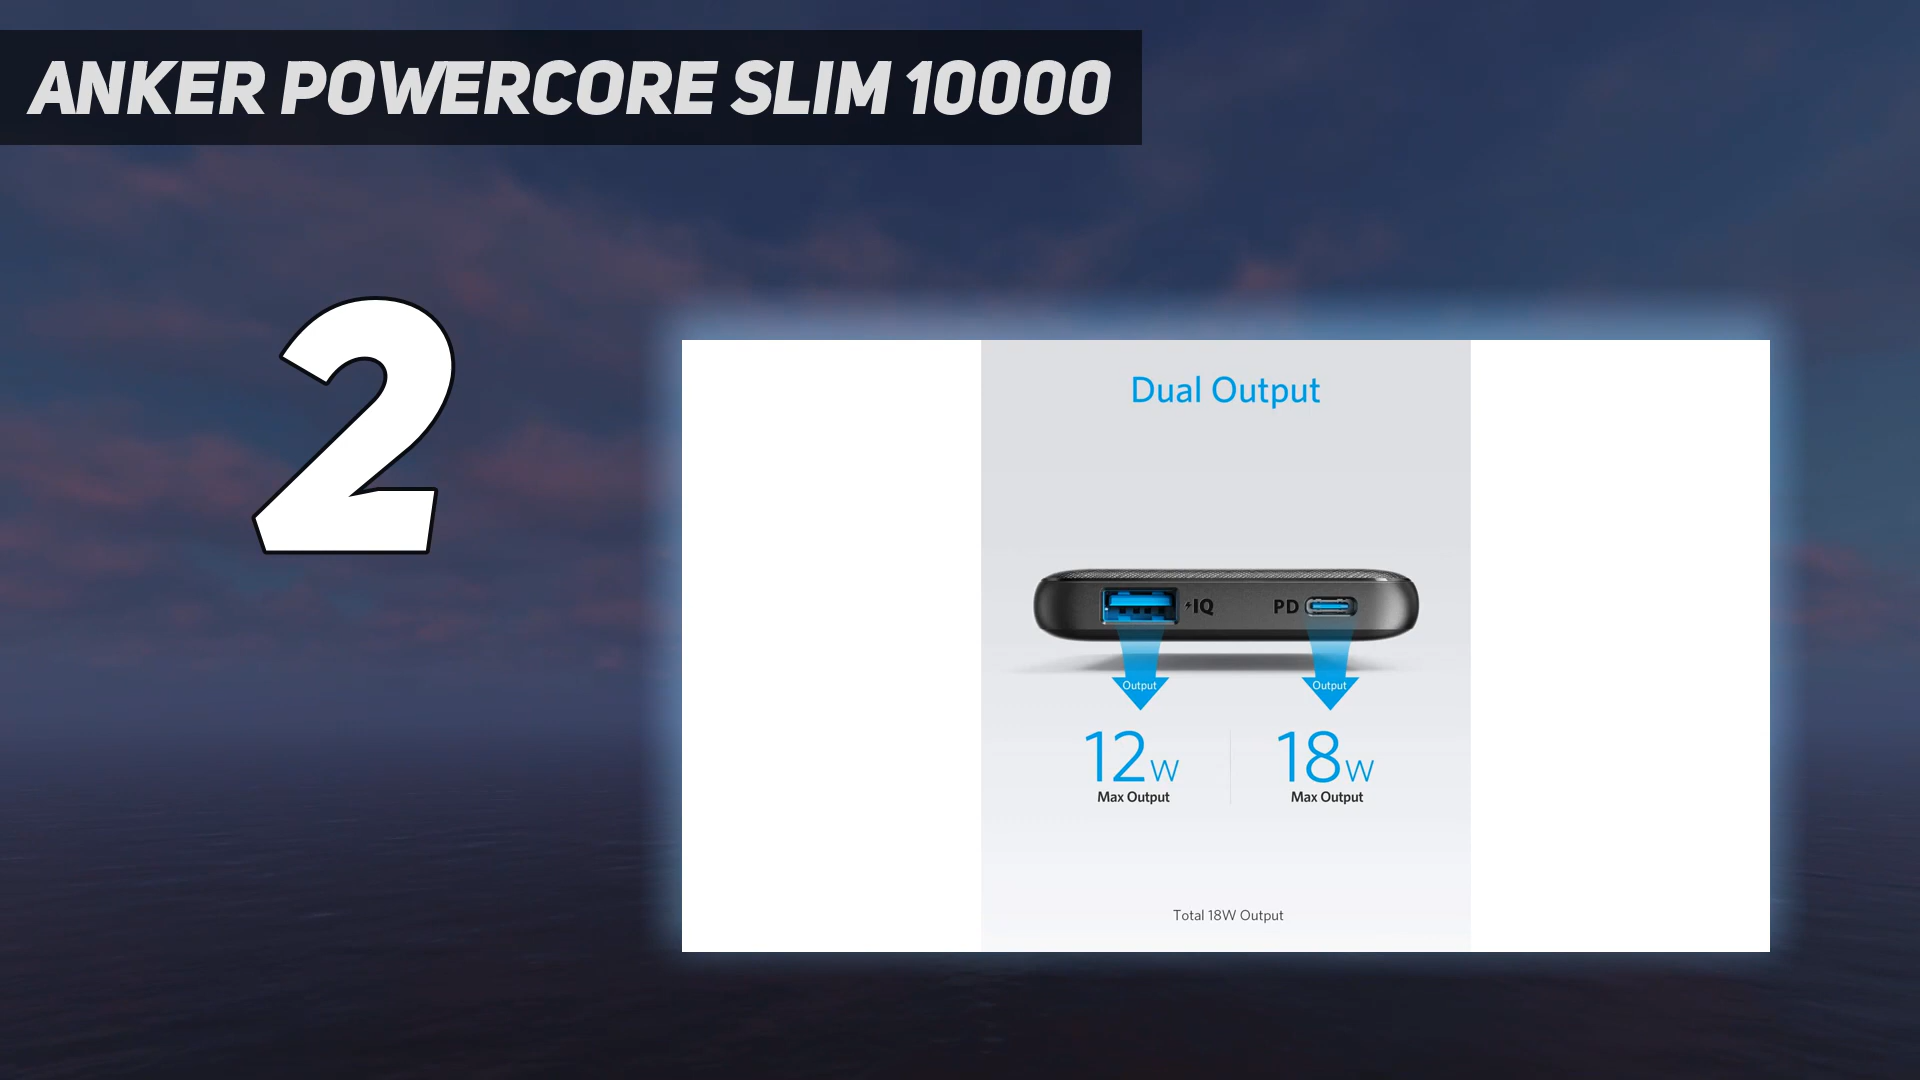 ANKER POWERCORE SLIM 10000
2
Dual Output
IQ PD
Output Output
12W 18W
Max Output Max Output
Total 18W Output